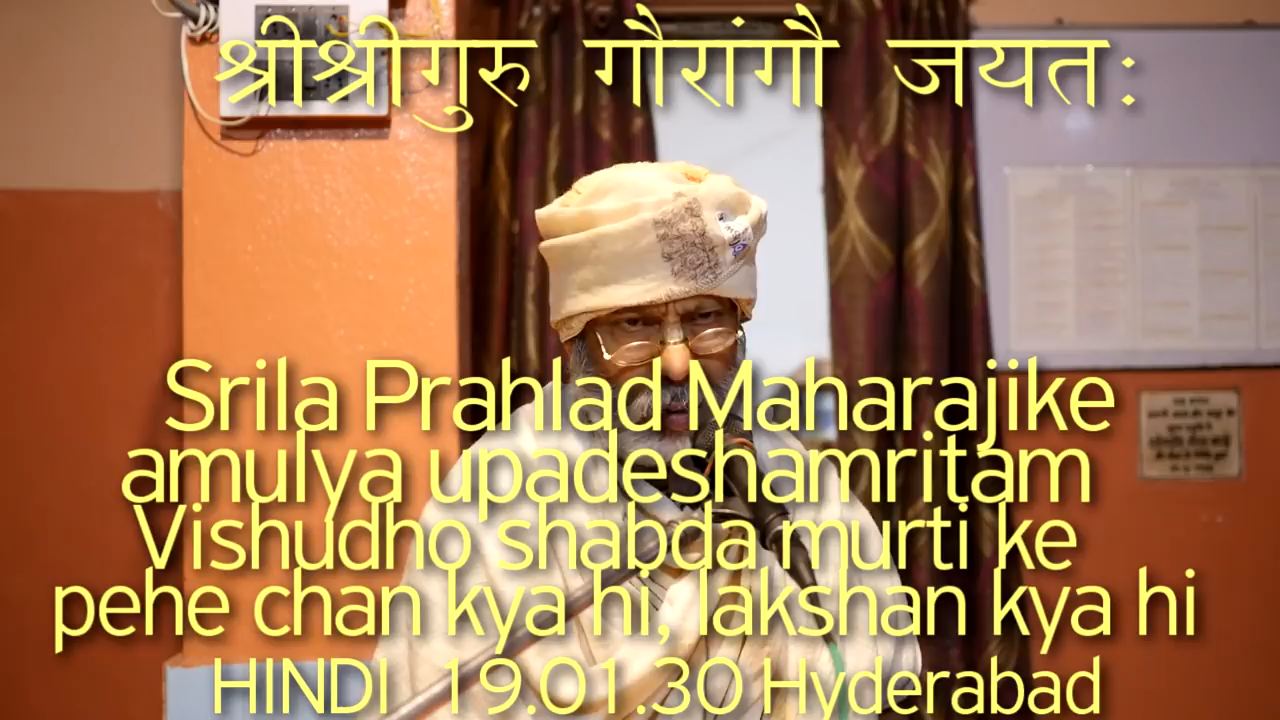 श्रीश्रीगुरु गौरांगौ जयतः
Srila Prahlad Maharajike
amulya upadeshamritam
Vishudho shabda murti ke
pehe chan kya hi, lakshan kya hi
HINDI 19.01.30 Hyderabad